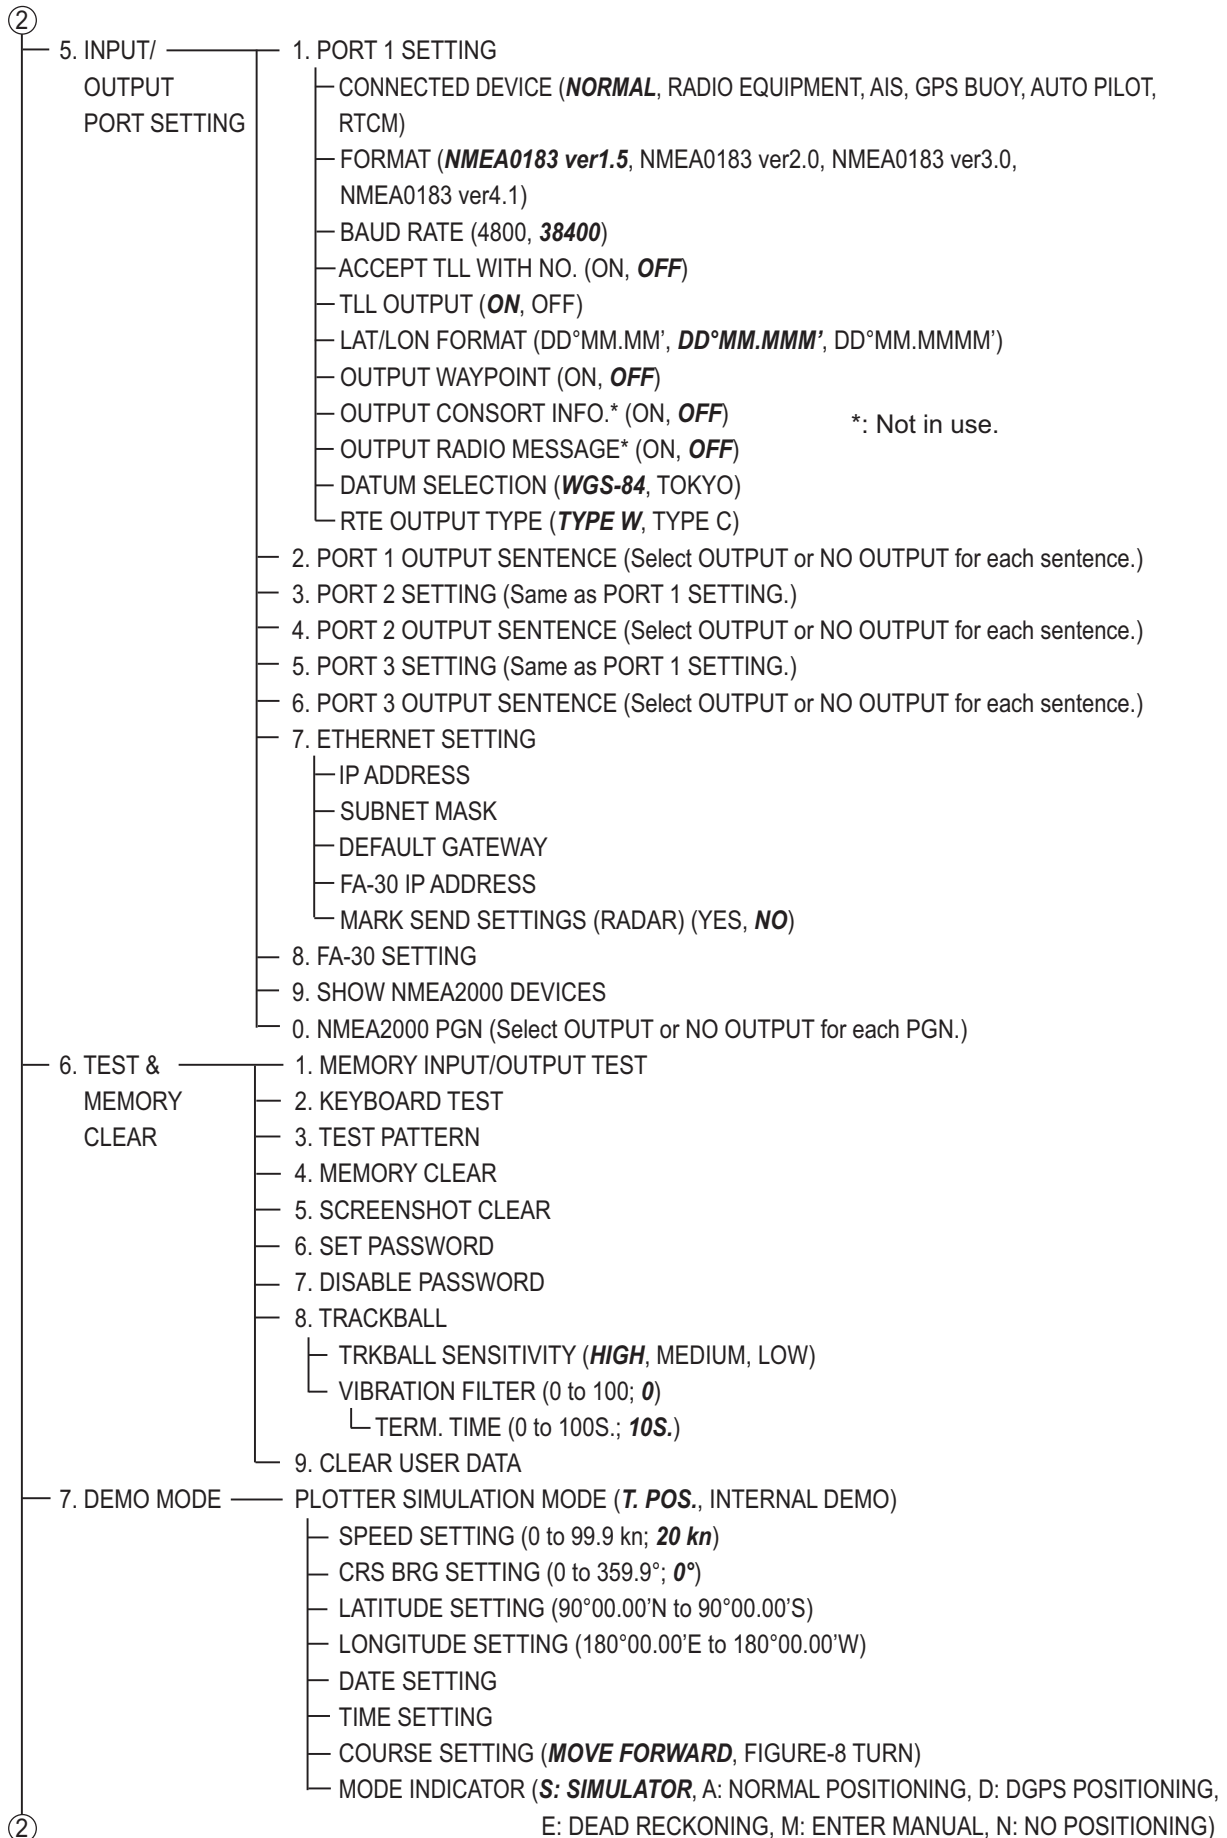 2
5. INPUT/ 1. PORT 1 SETTING
OUTPUT CONNECTED DEVICE (NORMAL, RADIO EQUIPMENT, AIS, GPS BUOY, AUTO PILOT,
PORT SETTING RTCM)
FORMAT (NMEA0183 ver1.5, NMEA0183 ver2.0, NMEA0183 ver3.0,
NMEA0183 ver4.1)
BAUD RATE (4800, 38400)
ACCEPT TLL WITH NO. (ON, OFF)
TLL OUTPUT (ON, OFF)
LAT/LON FORMAT (DD°MM.MM’, DD°MM.MMM’, DD°MM.MMMM’)
OUTPUT WAYPOINT (ON, OFF)
OUTPUT CONSORT INFO.* (ON, OFF) *: Not in use.
OUTPUT RADIO MESSAGE* (ON, OFF)
DATUM SELECTION (WGS-84, TOKYO)
RTE OUTPUT TYPE (TYPE W, TYPE C)
2. PORT 1 OUTPUT SENTENCE (Select OUTPUT or NO OUTPUT for each sentence.)
3. PORT 2 SETTING (Same as PORT 1 SETTING.)
4. PORT 2 OUTPUT SENTENCE (Select OUTPUT or NO OUTPUT for each sentence.)
5. PORT 3 SETTING (Same as PORT 1 SETTING.)
6. PORT 3 OUTPUT SENTENCE (Select OUTPUT or NO OUTPUT for each sentence.)
7. ETHERNET SETTING
IP ADDRESS
SUBNET MASK
DEFAULT GATEWAY
FA-30 IP ADDRESS
MARK SEND SETTINGS (RADAR) (YES, NO)
8. FA-30 SETTING
9. SHOW NMEA2000 DEVICES
0. NMEA2000 PGN (Select OUTPUT or NO OUTPUT for each PGN.)
6. TEST & 1. MEMORY INPUT/OUTPUT TEST
MEMORY 2. KEYBOARD TEST
CLEAR 3. TEST PATTERN
4. MEMORY CLEAR
5. SCREENSHOT CLEAR
6. SET PASSWORD
7. DISABLE PASSWORD
8. TRACKBALL
TRKBALL SENSITIVITY (HIGH, MEDIUM, LOW)
VIBRATION FILTER (0 to 100; 0)
TERM. TIME (0 to 100S.; 10S.)
9. CLEAR USER DATA
7. DEMO MODE PLOTTER SIMULATION MODE (T. POS., INTERNAL DEMO)
SPEED SETTING (0 to 99.9 kn; 20 kn)
CRS BRG SETTING (0 to 359.9°; 0°)
LATITUDE SETTING (90°00.00’N to 90°00.00’S)
LONGITUDE SETTING (180°00.00’E to 180°00.00’W)
DATE SETTING
TIME SETTING
COURSE SETTING (MOVE FORWARD, FIGURE-8 TURN)
MODE INDICATOR (S: SIMULATOR, A: NORMAL POSITIONING, D: DGPS POSITIONING,
2 E: DEAD RECKONING, M: ENTER MANUAL, N: NO POSITIONING)